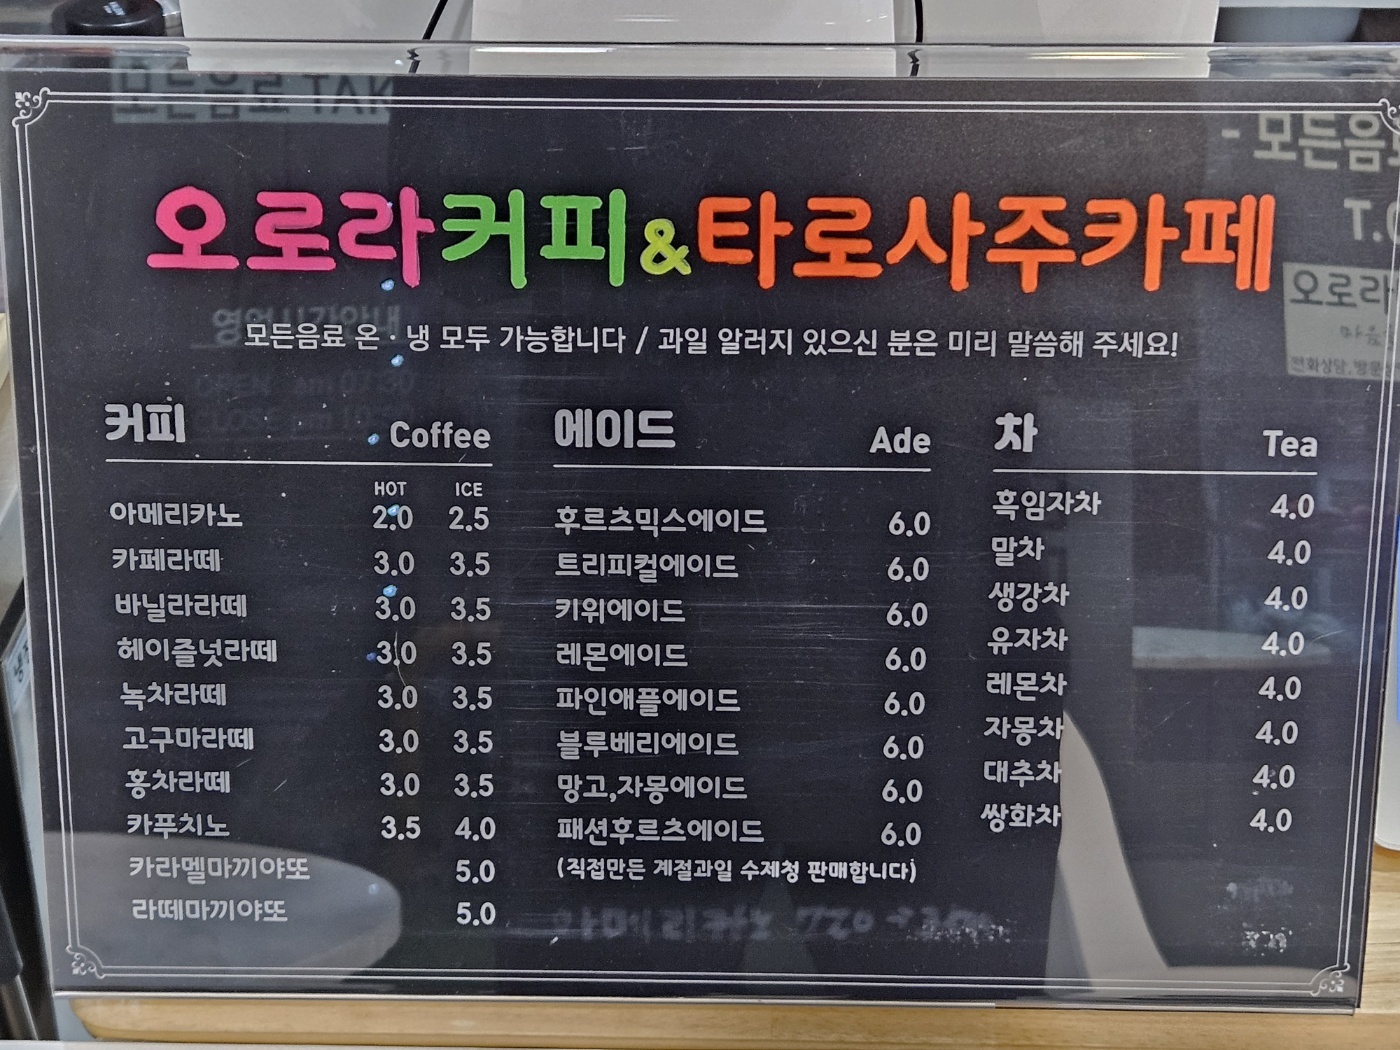 오로라커피&타로사주카페
모든음료 온·냉 모두 가능합니다 / 과일 알러지 있으신 분은 미리 말씀해 주세요!
커피 Coffee
HOT ICE
아메리카노 2.0 2.5
카페라떼 3.0 3.5
바닐라라떼 3.0 3.5
헤이즐넛라떼 3.0 3.5
녹차라떼 3.0 3.5
고구마라떼 3.0 3.5
홍차라떼 3.0 3.5
카푸치노 3.5 4.0
카라멜마끼야또 5.0
라떼마끼야또 5.0
에이드 Ade
후르츠믹스에이드 6.0
트리피컬에이드 6.0
키위에이드 6.0
레몬에이드 6.0
파인애플에이드 6.0
블루베리에이드 6.0
망고,자몽에이드 6.0
패션후르츠에이드 6.0
(직접만든 계절과일 수제청 판매합니다)
차 Tea
흑임자차 4.0
말차 4.0
생강차 4.0
유자차 4.0
레몬차 4.0
자몽차 4.0
대추차 4.0
쌍화차 4.0